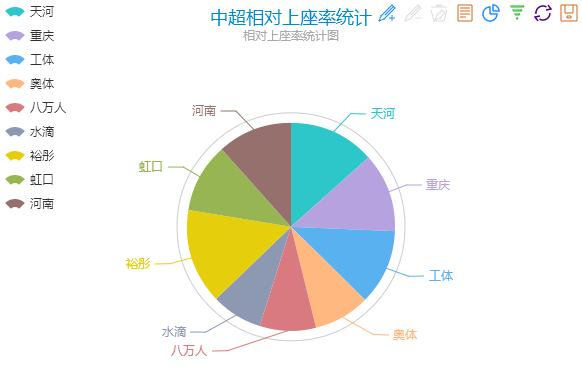 中超相对上座率统计
相对上座率统计图
天河
重庆
工体
奥体
八万人
水滴
裕彤
虹口
河南
河南
天河
虹口
重庆
裕彤
工体
水滴
奥体
八万人